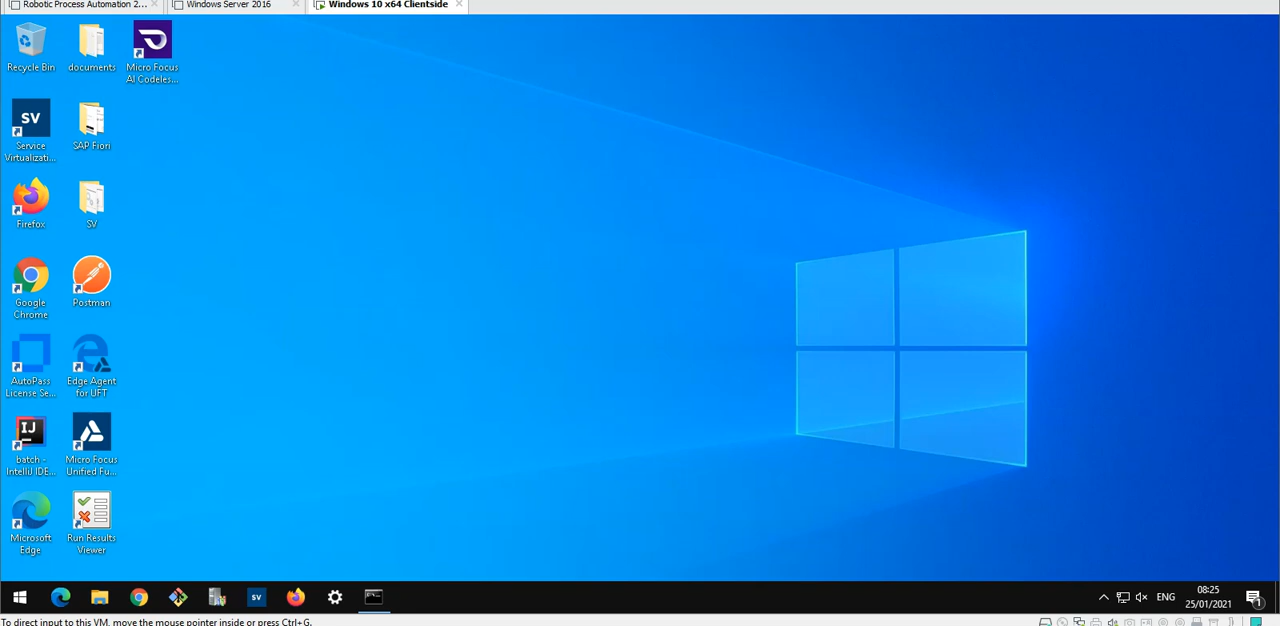 Robotic Process Automation 2...
Windows Server 2016
Windows 10 x64 Clientside
Recycle Bin
documents
Micro Focus
AI Codeles...
SV
Service
Virtualizati...
SAP Fiori
Firefox
SV
Google
Chrome
Postman
AutoPass
License Se...
Edge Agent
for UFT
IJ
batch -
IntelliJ IDE...
Micro Focus
Unified Fu...
Microsoft
Edge
Run Results
Viewer
SV
ENG
08:25
25/01/2021
1
To direct input to this VM, move the mouse pointer inside or press Ctrl+G.